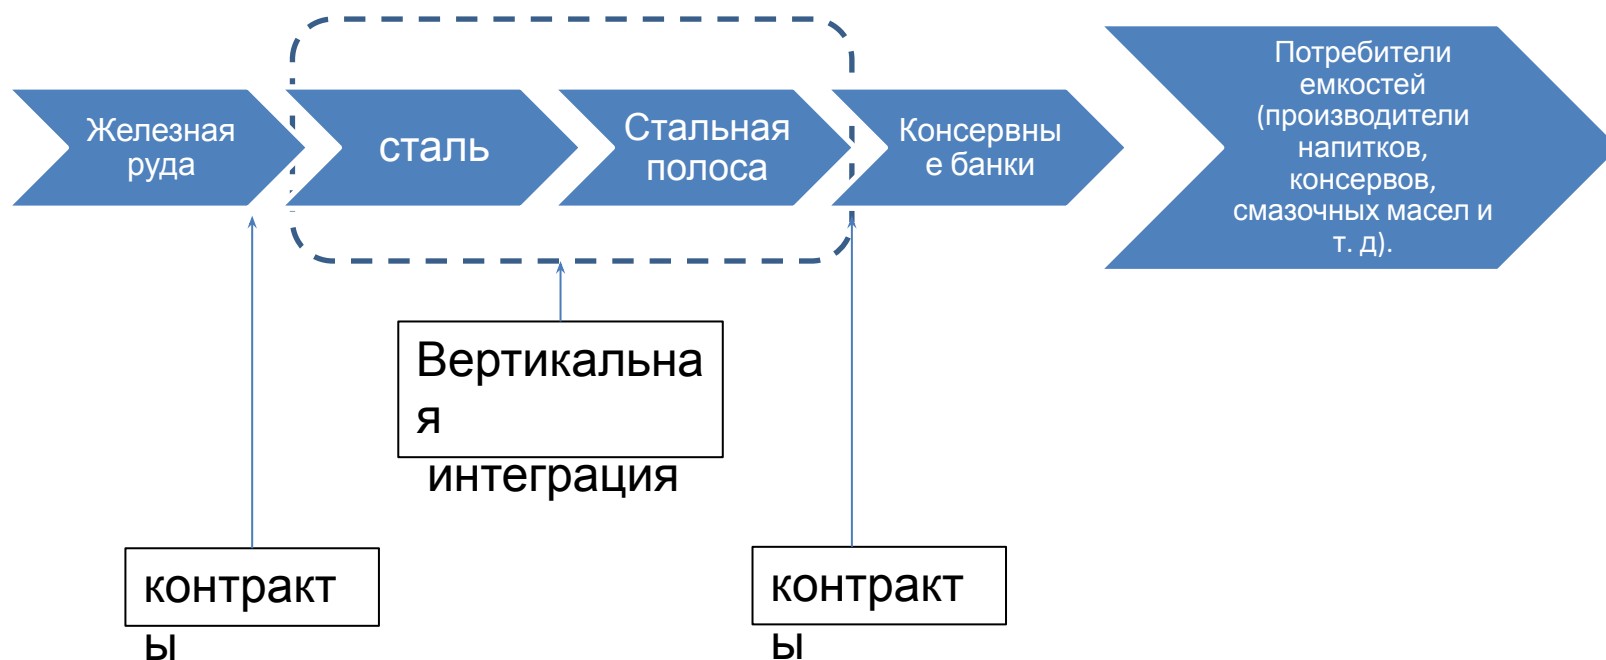 Железная
руда
сталь
Стальная
полоса
Консервны
е банки
Потребители
емкостей
(производители
напитков,
консервов,
смазочных масел и
т. д).
Вертикальна
я
интеграция
контракт
ы
контракт
ы